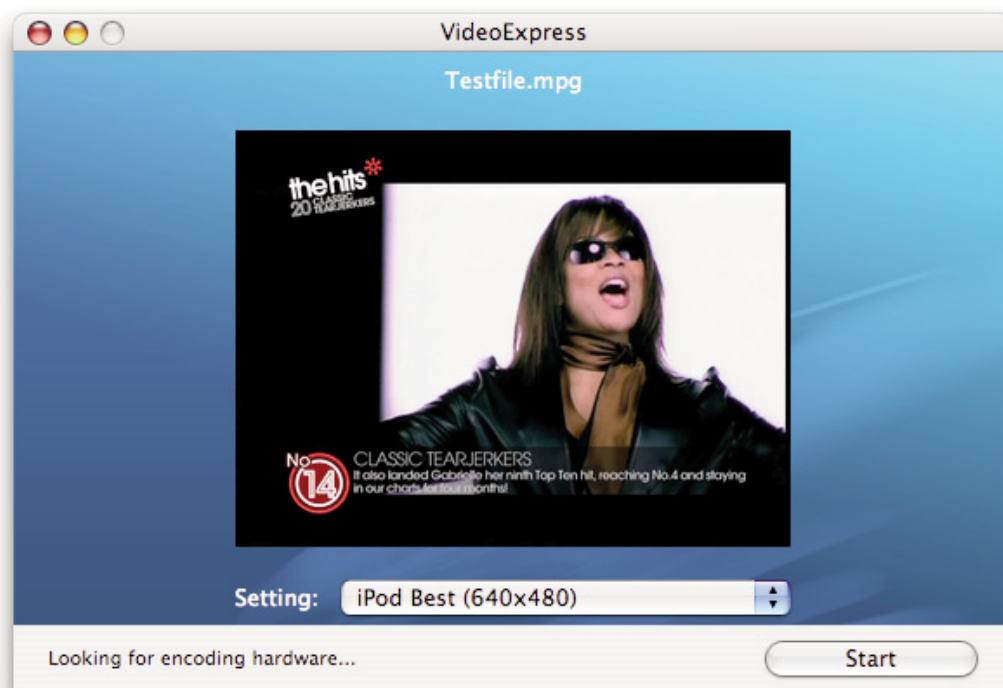 VideoExpress
Testfile.mpg
the hits*
20 CLASSIC
TEARJERKERS
No
14
CLASSIC TEARJERKERS
It also landed Gabrielle her ninth Top Ten hit, reaching No.4 and staying
in our charts for four months!
Setting:
iPod Best (640x480)
Looking for encoding hardware...
Start